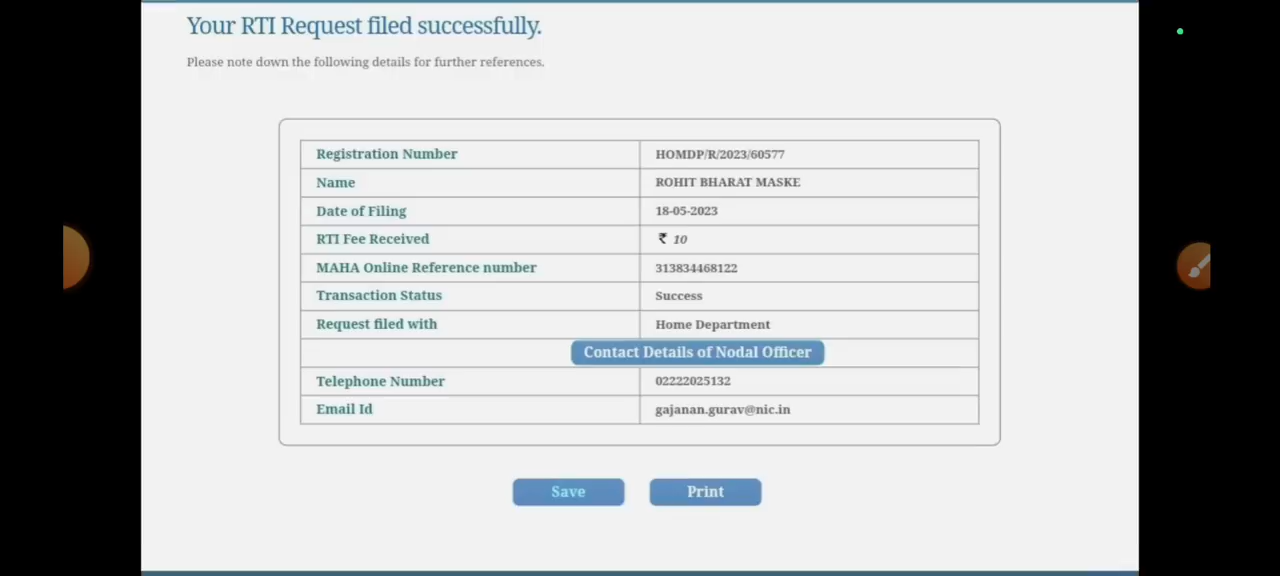 Your RTI Request filed successfully.
Please note down the following details for further references.
Registration Number HOMDP/R/2023/60577
Name ROHIT BHARAT MASKE
Date of Filing 18-05-2023
RTI Fee Received ₹ 10
MAHA Online Reference number 313834468122
Transaction Status Success
Request filed with Home Department
Contact Details of Nodal Officer
Telephone Number 02222025132
Email Id gajanan.gurav@nic.in
Save Print